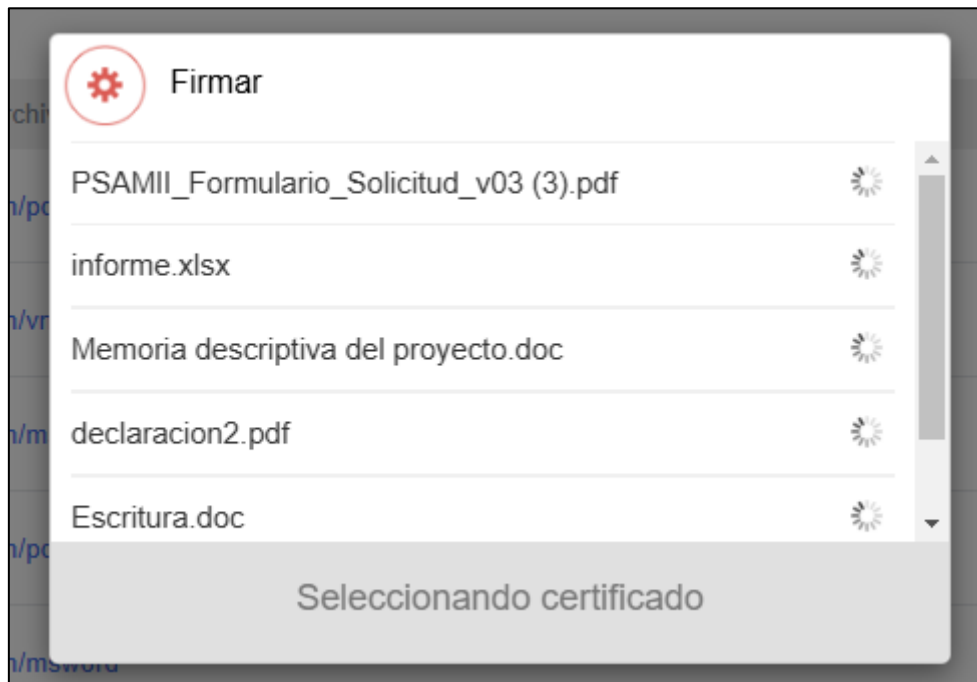 Firmar
PSAMII_Formulario_Solicitud_v03 (3).pdf
informe.xlsx
Memoria descriptiva del proyecto.doc
declaracion2.pdf
Escritura.doc
Seleccionando certificado